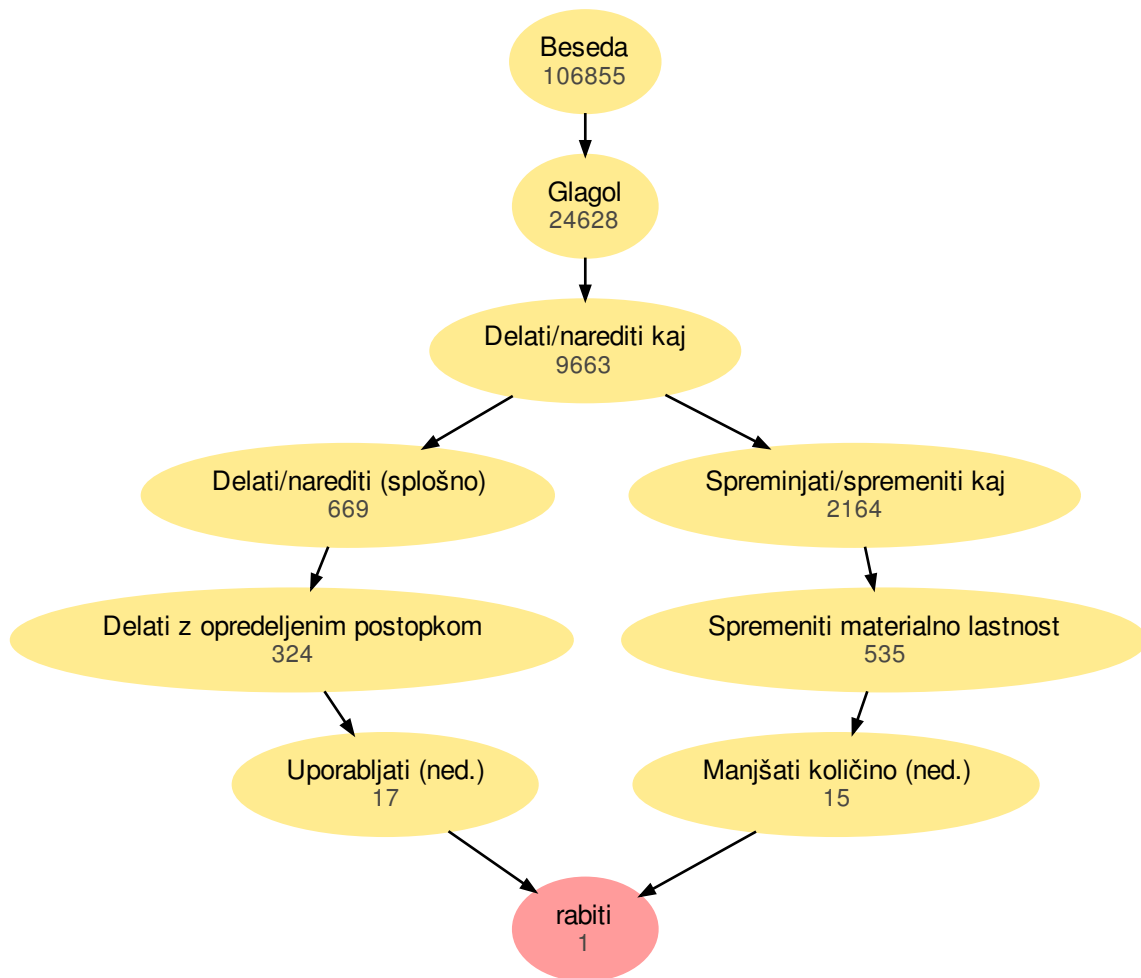 Beseda
106855
Glagol
24628
Delati/narediti kaj
9663
Delati/narediti (splošno)
669
Spreminjati/spremeniti kaj
2164
Delati z opredeljenim postopkom
324
Spremeniti materialno lastnost
535
Uporabljati (ned.)
17
Manjšati količino (ned.)
15
rabiti
1